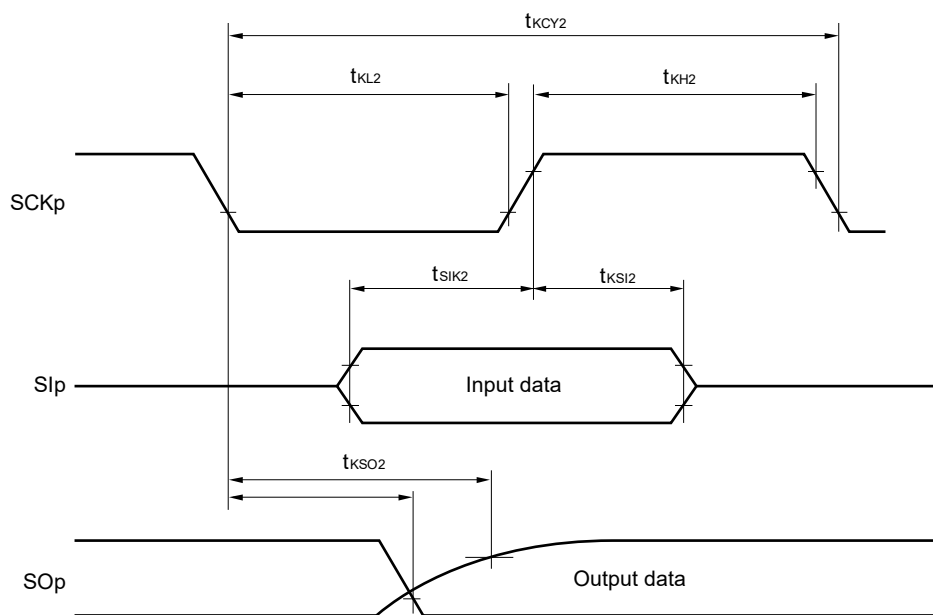 tKCY2
tKL2
tKH2
SCKp
tSIK2
tKSI2
SIp
Input data
tKSO2
SOp
Output data